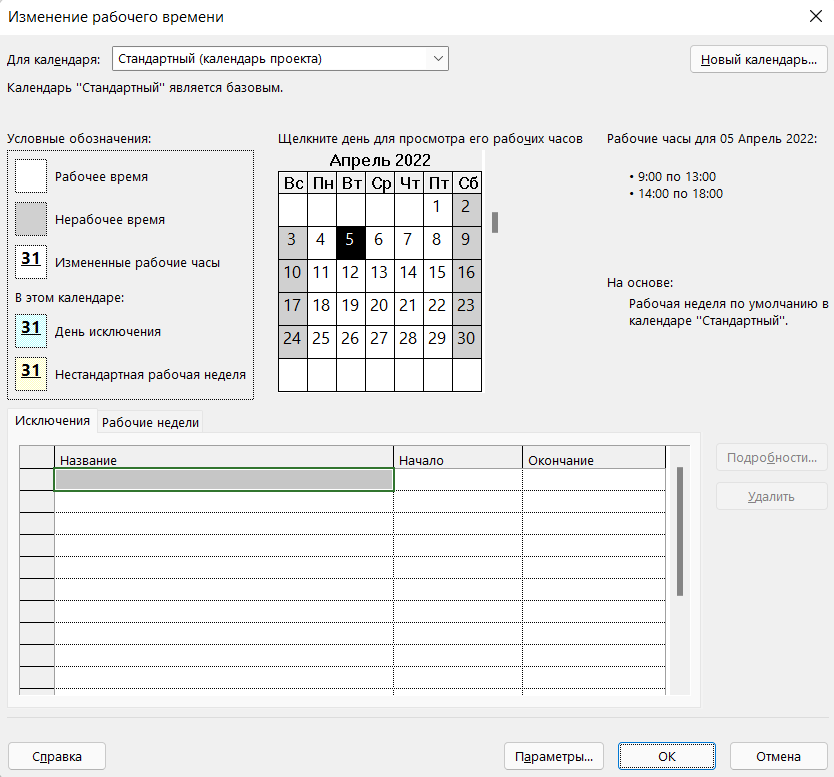 Изменение рабочего времени
Для календаря: Стандартный (календарь проекта) Новый календарь...
Календарь "Стандартный" является базовым.
Условные обозначения:
Рабочее время
Нерабочее время
31 Измененные рабочие часы
В этом календаре:
31 День исключения
31 Нестандартная рабочая неделя
Щелкните день для просмотра его рабочих часов
Апрель 2022
Вс Пн Вт Ср Чт Пт Сб
1 2
3 4 5 6 7 8 9
10 11 12 13 14 15 16
17 18 19 20 21 22 23
24 25 26 27 28 29 30
Рабочие часы для 05 Апрель 2022:
• 9:00 по 13:00
• 14:00 по 18:00
На основе:
Рабочая неделя по умолчанию в
календаре "Стандартный".
Исключения Рабочие недели
Название Начало Окончание
Подробности...
Удалить
Справка Параметры... ОК Отмена